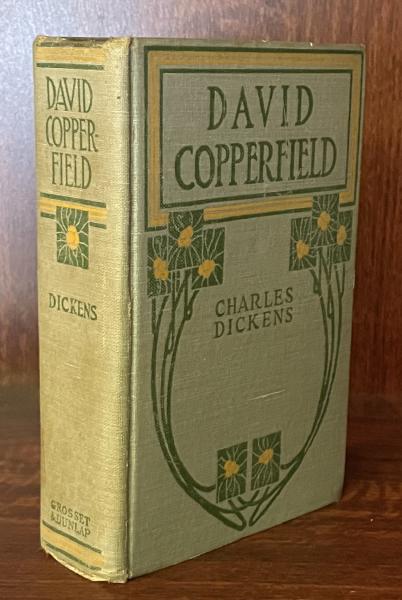 DAVID
COPPER-
FIELD
DICKENS
GROSSET
& DUNLAP
DAVID
COPPERFIELD
CHARLES
DICKENS